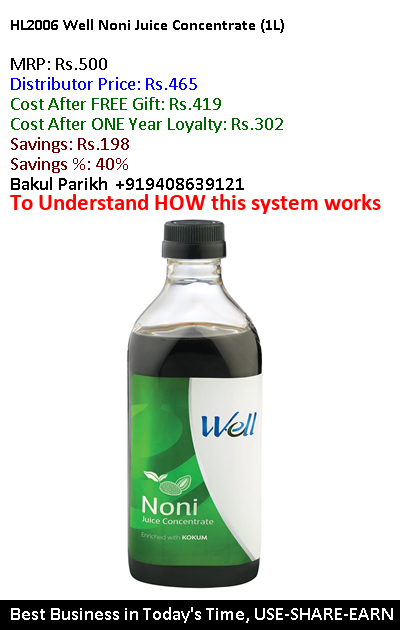 HL2006 Well Noni Juice Concentrate (1L)
MRP: Rs.500
Distributor Price: Rs.465
Cost After FREE Gift: Rs.419
Cost After ONE Year Loyalty: Rs.302
Savings: Rs.198
Savings %: 40%
Bakul Parikh +919408639121
To Understand HOW this system works
Well
Noni
Juice Concentrate
Enriched with KOKUM
Best Business in Today's Time, USE-SHARE-EARN